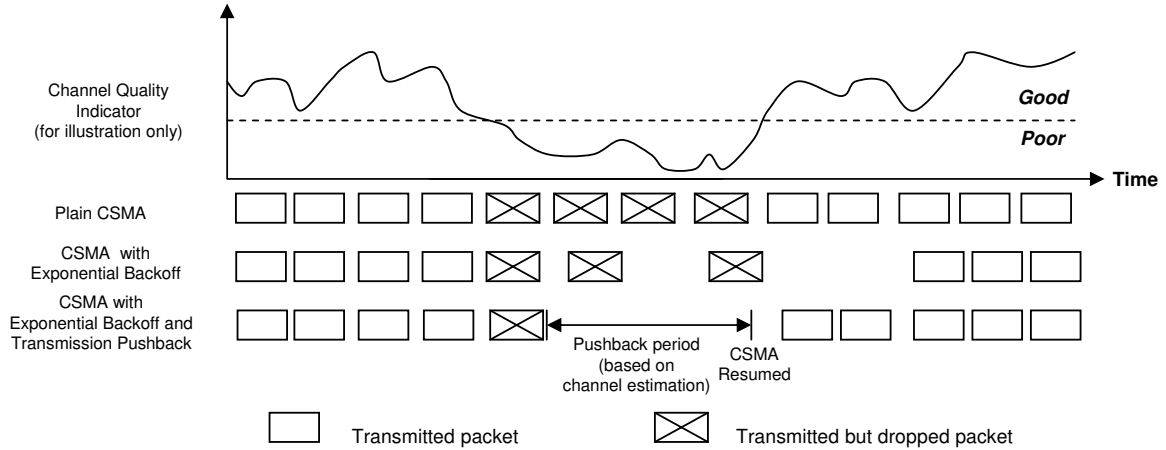 Channel Quality
Indicator
(for illustration only)
Good
Poor
Time
Plain CSMA
CSMA with
Exponential Backoff
CSMA with
Exponential Backoff and
Transmission Pushback
Pushback period
(based on
channel estimation)
CSMA
Resumed
Transmitted packet
Transmitted but dropped packet